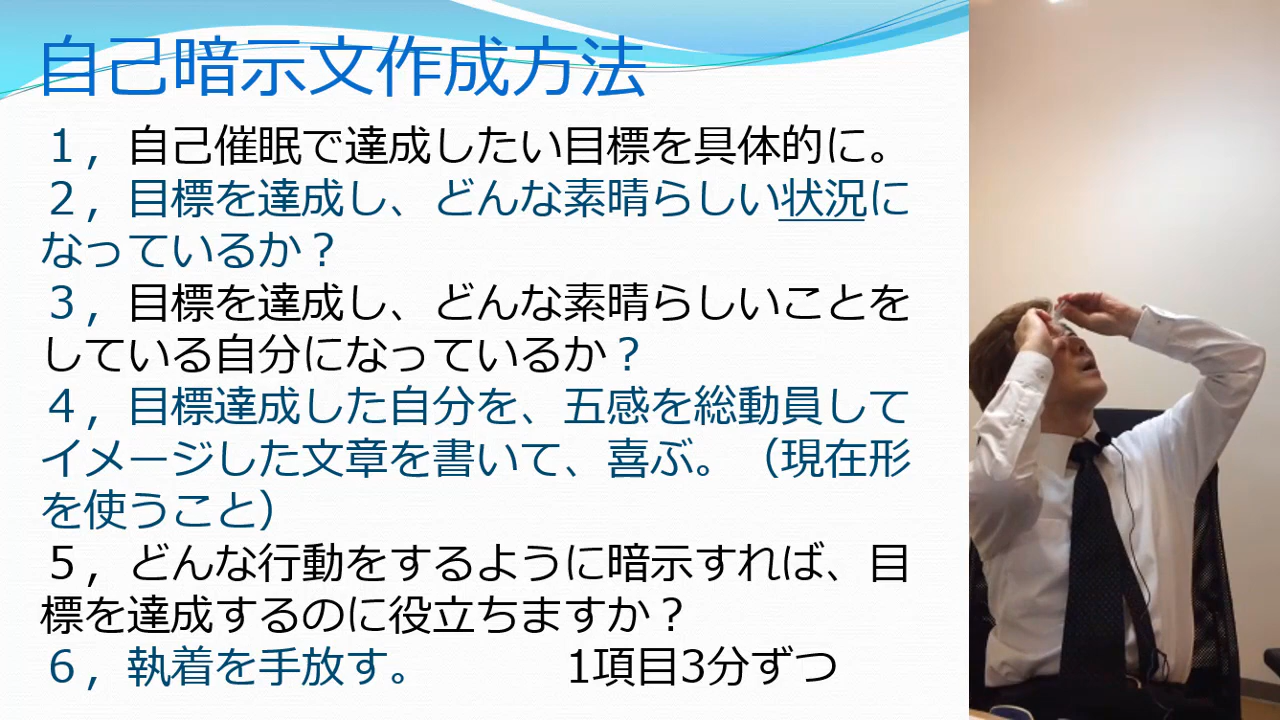 自己暗示文作成方法
１，自己催眠で達成したい目標を具体的に。
２，目標を達成し、どんな素晴らしい状況に
なっているか？
３，目標を達成し、どんな素晴らしいことを
している自分になっているか？
４，目標達成した自分を、五感を総動員して
イメージした文章を書いて、喜ぶ。（現在形
を使うこと）
５，どんな行動をするように暗示すれば、目
標を達成するのに役立ちますか？
６，執着を手放す。　　　1項目3分ずつ